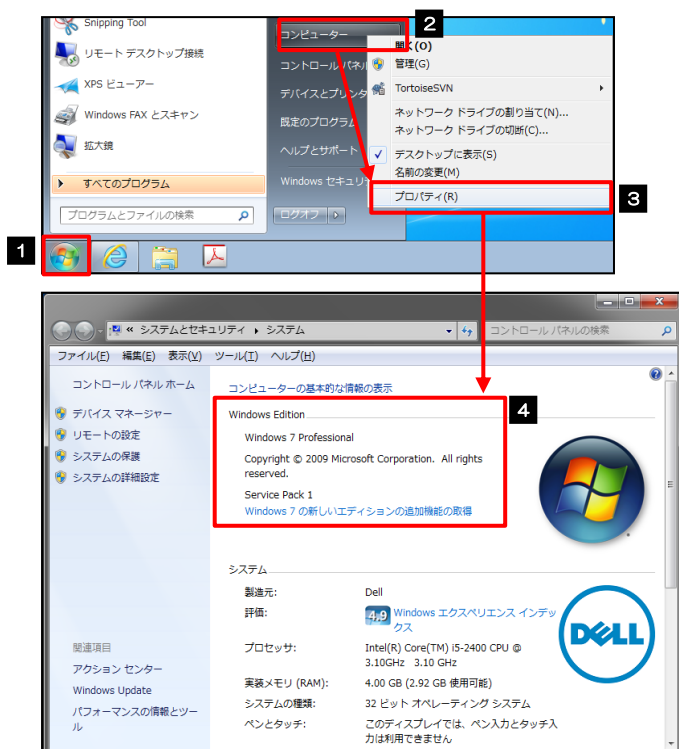 Snipping Tool
リモート デスクトップ接続
XPS ビューアー
Windows FAX とスキャン
拡大鏡
すべてのプログラム
プログラムとファイルの検索
コンピューター
コントロール パネル
デバイスとプリンタ
既定のプログラム
ヘルプとサポート
Windows セキュリテ
ログオフ
2
開く(O)
管理(G)
TortoiseSVN
ネットワーク ドライブの割り当て(N)...
ネットワーク ドライブの切断(C)...
デスクトップに表示(S)
名前の変更(M)
プロパティ(R)
3
1
« システムとセキュリティ ▸ システム
コントロール パネルの検索
ファイル(F) 編集(E) 表示(V) ツール(T) ヘルプ(H)
コントロール パネル ホーム
デバイス マネージャー
リモートの設定
システムの保護
システムの詳細設定
関連項目
アクション センター
Windows Update
パフォーマンスの情報とツー
ル
コンピューターの基本的な情報の表示
4
Windows Edition
Windows 7 Professional
Copyright © 2009 Microsoft Corporation. All rights
reserved.
Service Pack 1
Windows 7 の新しいエディションの追加機能の取得
システム
製造元: Dell
評価: 4.9 Windows エクスペリエンス インデッ
クス
プロセッサ: Intel(R) Core(TM) i5-2400 CPU @
3.10GHz 3.10 GHz
実装メモリ (RAM): 4.00 GB (2.92 GB 使用可能)
システムの種類: 32 ビット オペレーティング システム
ペンとタッチ: このディスプレイでは、ペン入力とタッチ入
力は利用できません
DELL